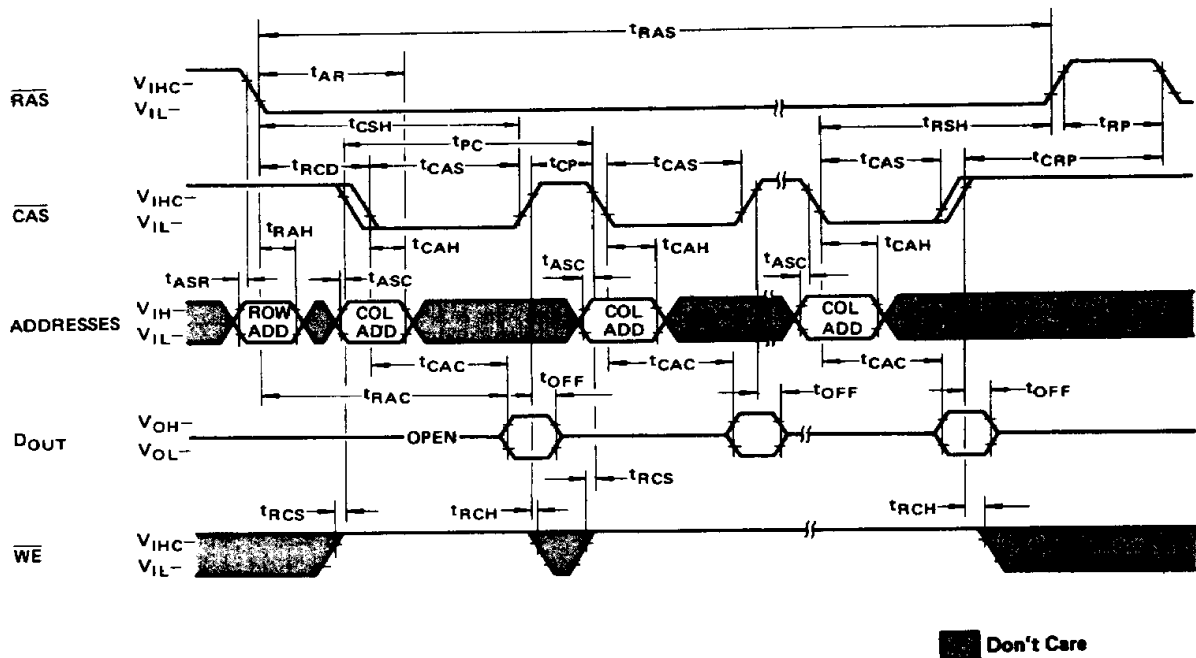 tRAS
tAR
RAS VIHC–
VIL–
tCSH tRSH tRP
tPC
tRCD tCAS tCP tCAS tCAS tCRP
CAS VIHC–
VIL–
tRAH tCAH tCAH tCAH
tASR tASC tASC tASC
ADDRESSES VIH– ROW ADD COL ADD COL ADD COL ADD
VIL–
tCAC tCAC tCAC
tRAC tOFF tOFF tOFF
DOUT VOH–
VOL– OPEN
tRCS
tRCS tRCH tRCH
WE VIHC–
VIL–
Don't Care